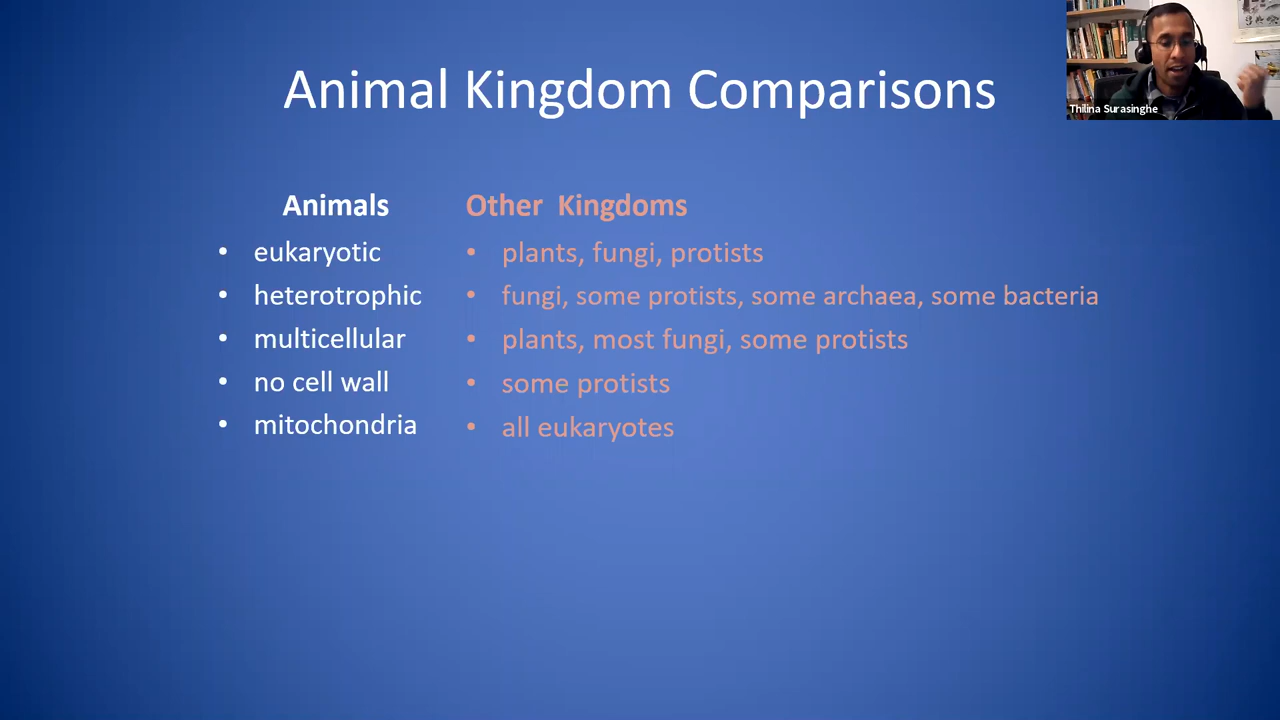 Animal Kingdom Comparisons
Thilina Surasinghe
Animals
• eukaryotic
• heterotrophic
• multicellular
• no cell wall
• mitochondria
Other Kingdoms
• plants, fungi, protists
• fungi, some protists, some archaea, some bacteria
• plants, most fungi, some protists
• some protists
• all eukaryotes